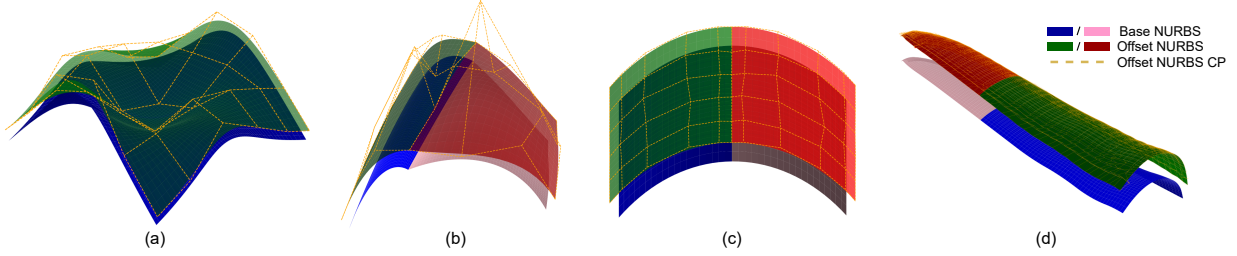 / Base NURBS
/ Offset NURBS
Offset NURBS CP
(a) (b) (c) (d)